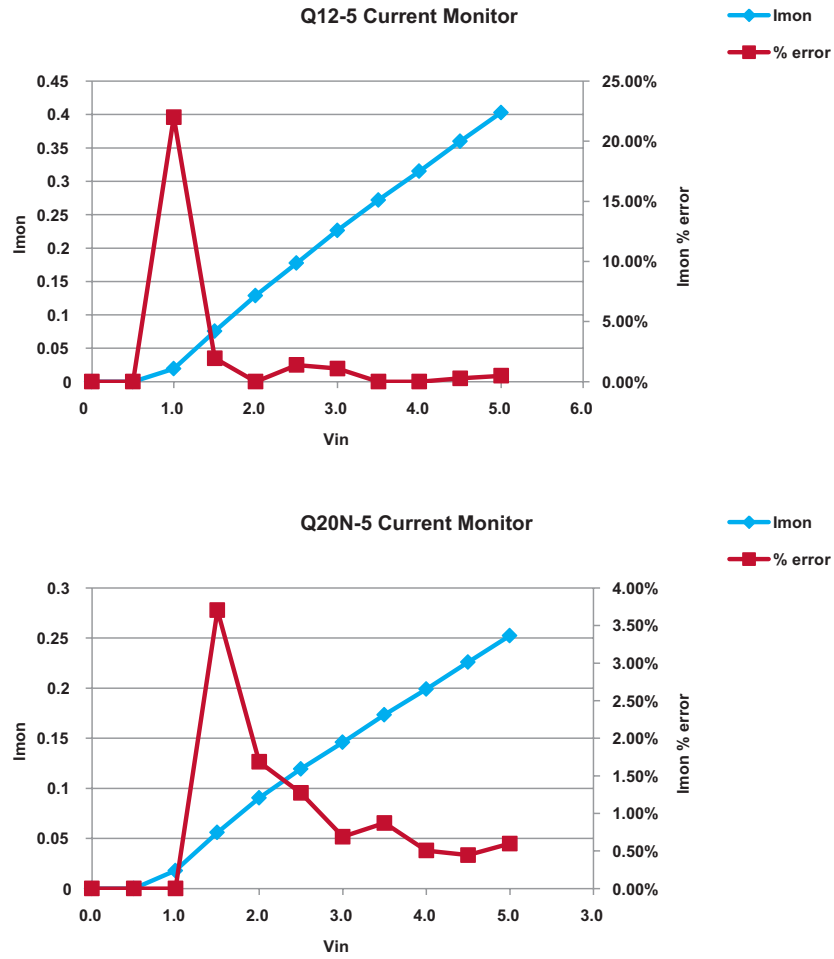 Q12-5 Current Monitor
Imon
% error
0.45
0.4
0.35
0.3
0.25
0.2
0.15
0.1
0.05
0
Imon
25.00%
20.00%
15.00%
10.00%
5.00%
0.00%
Imon % error
0 1.0 2.0 3.0 4.0 5.0 6.0
Vin
Q20N-5 Current Monitor
Imon
% error
0.3
0.25
0.2
0.15
0.1
0.05
0
Imon
4.00%
3.50%
3.00%
2.50%
2.00%
1.50%
1.00%
0.50%
0.00%
Imon % error
0.0 1.0 2.0 3.0 4.0 5.0 3.0
Vin